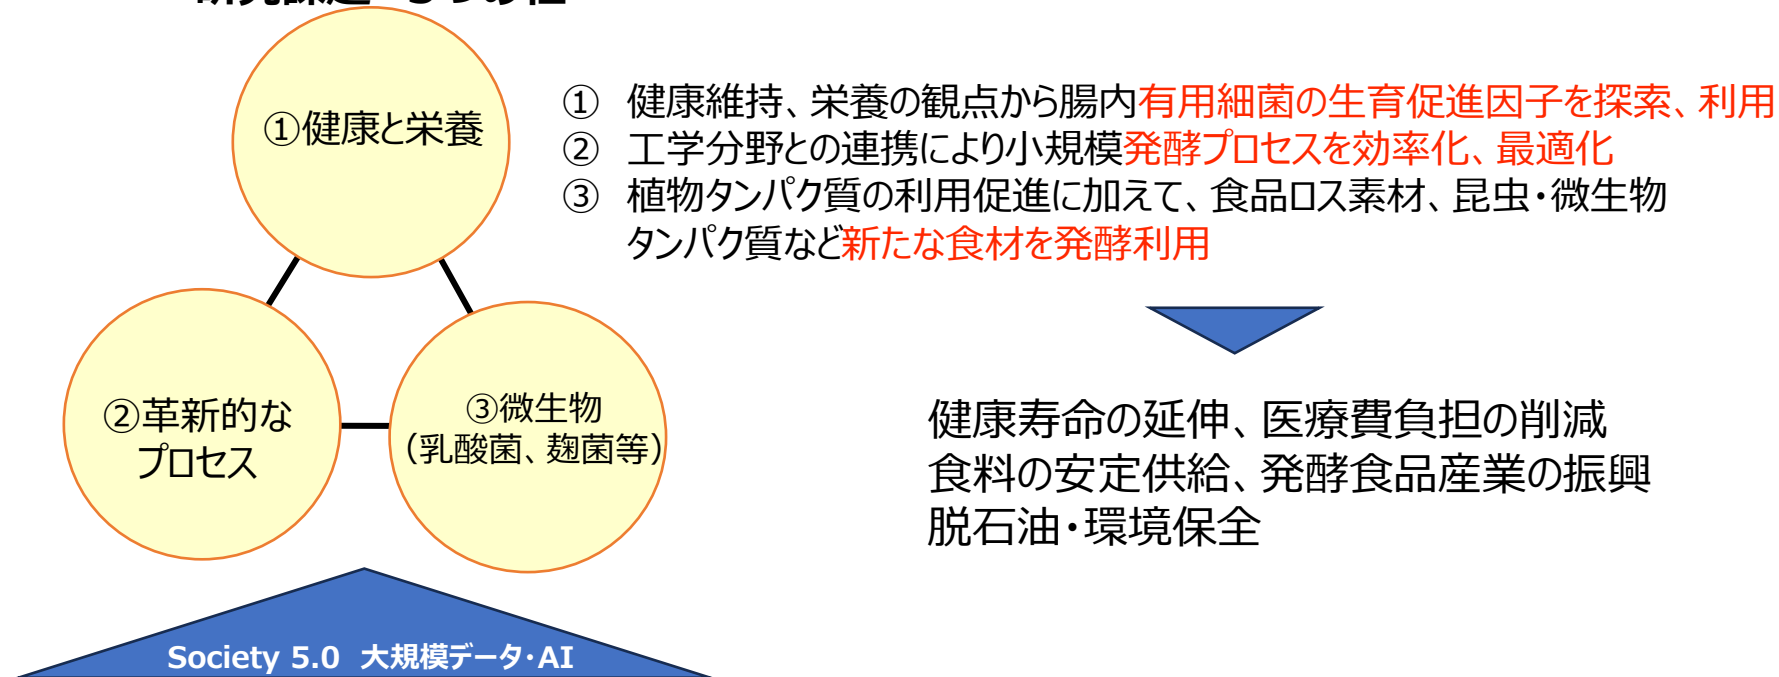 ①健康と栄養
②革新的な
プロセス
③微生物
(乳酸菌、麹菌等)
Society 5.0 大規模データ・AI
① 健康維持、栄養の観点から腸内有用細菌の生育促進因子を探索、利用
② 工学分野との連携により小規模発酵プロセスを効率化、最適化
③ 植物タンパク質の利用促進に加えて、食品ロス素材、昆虫・微生物
タンパク質など新たな食材を発酵利用
健康寿命の延伸、医療費負担の削減
食料の安定供給、発酵食品産業の振興
脱石油・環境保全